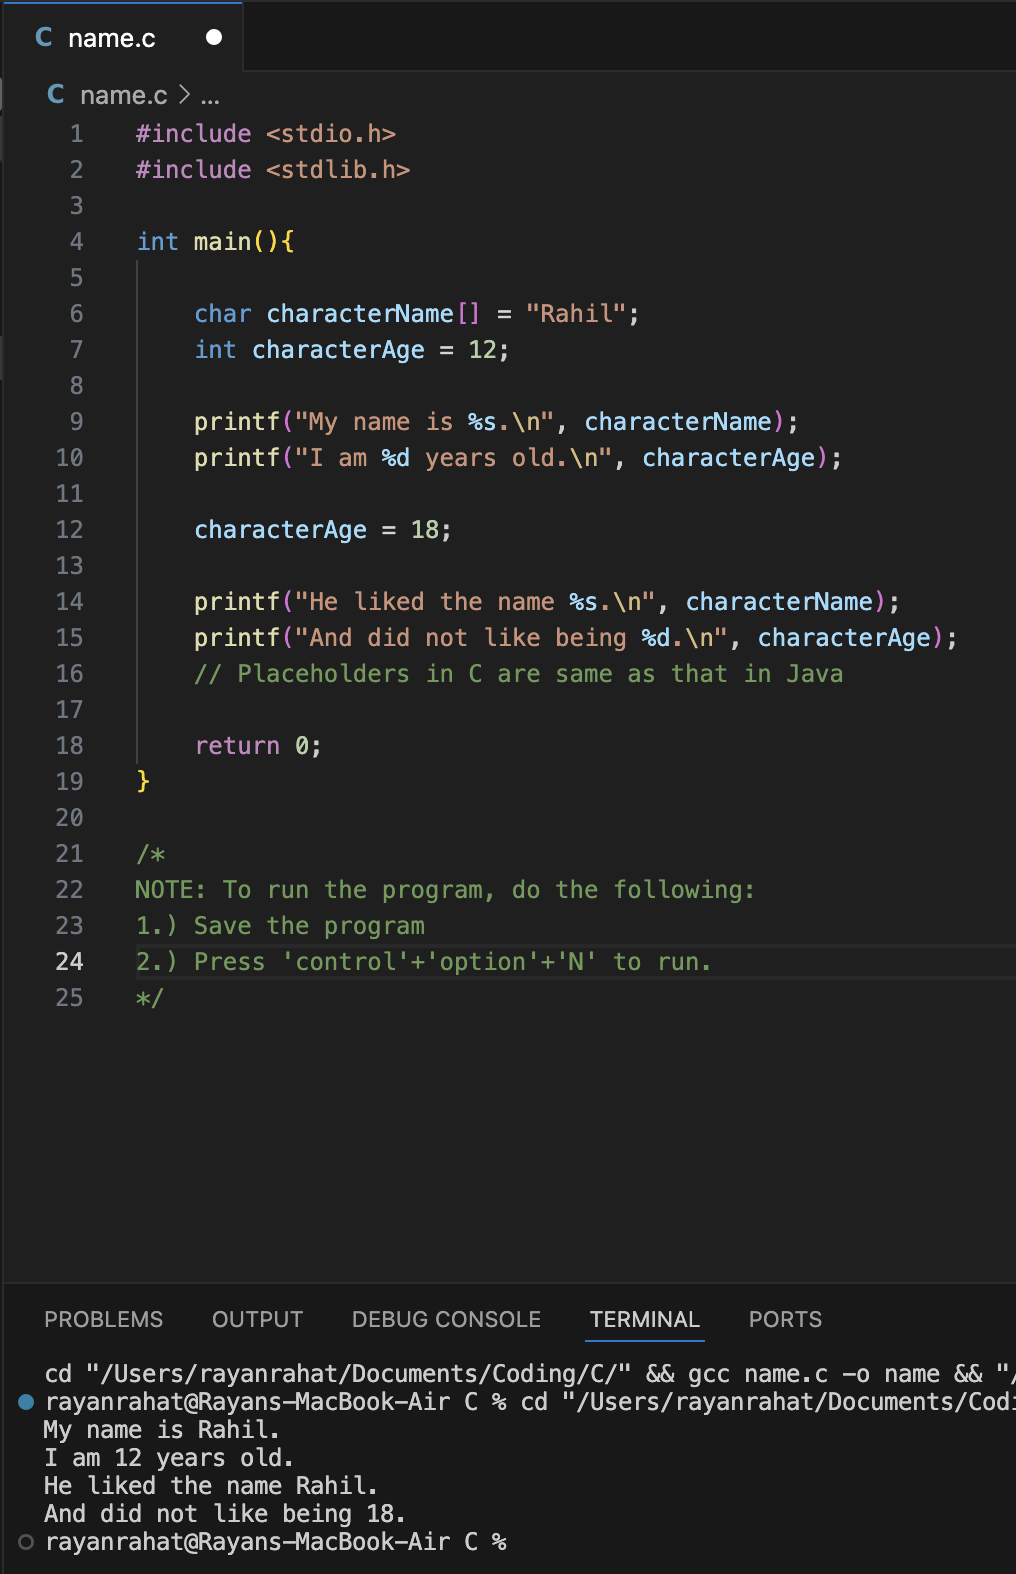 C name.c
C name.c > ...
1 #include <stdio.h>
2 #include <stdlib.h>
3
4 int main(){
5
6     char characterName[] = "Rahil";
7     int characterAge = 12;
8
9     printf("My name is %s.\n", characterName);
10     printf("I am %d years old.\n", characterAge);
11
12     characterAge = 18;
13
14     printf("He liked the name %s.\n", characterName);
15     printf("And did not like being %d.\n", characterAge);
16     // Placeholders in C are same as that in Java
17
18     return 0;
19 }
20
21 /*
22 NOTE: To run the program, do the following:
23 1.) Save the program
24 2.) Press 'control'+'option'+'N' to run.
25 */
PROBLEMS OUTPUT DEBUG CONSOLE TERMINAL PORTS
cd "/Users/rayanrahat/Documents/Coding/C/" && gcc name.c -o name && "/
rayanrahat@Rayans-MacBook-Air C % cd "/Users/rayanrahat/Documents/Codi
My name is Rahil.
I am 12 years old.
He liked the name Rahil.
And did not like being 18.
rayanrahat@Rayans-MacBook-Air C %